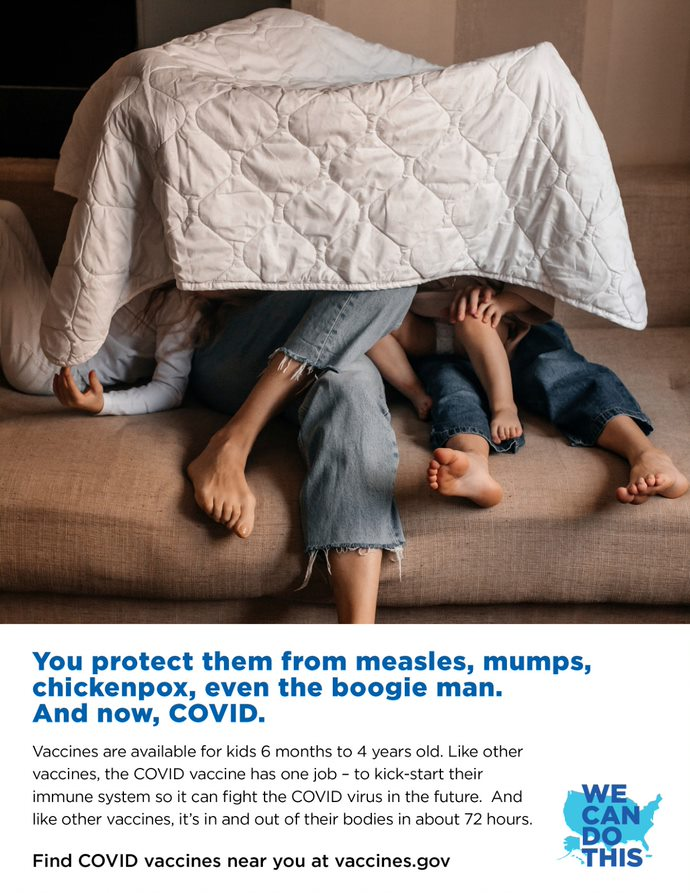 You protect them from measles, mumps,
chickenpox, even the boogie man.
And now, COVID.
Vaccines are available for kids 6 months to 4 years old. Like other
vaccines, the COVID vaccine has one job – to kick-start their
immune system so it can fight the COVID virus in the future.  And
like other vaccines, it’s in and out of their bodies in about 72 hours.
Find COVID vaccines near you at vaccines.gov
WE
CAN
DO
THIS